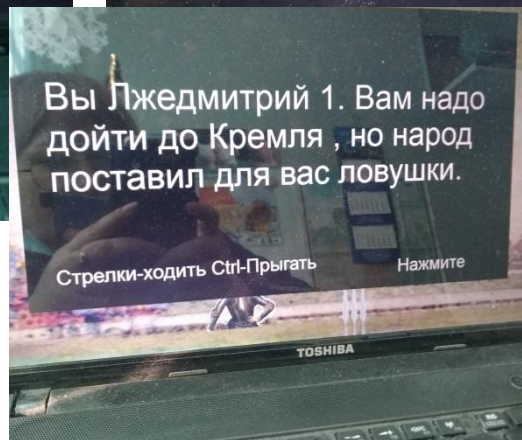 Вы Лжедмитрий 1. Вам надо
дойти до Кремля , но народ
поставил для вас ловушки.
Стрелки-ходить Ctrl-Прыгать
Нажмите
TOSHIBA